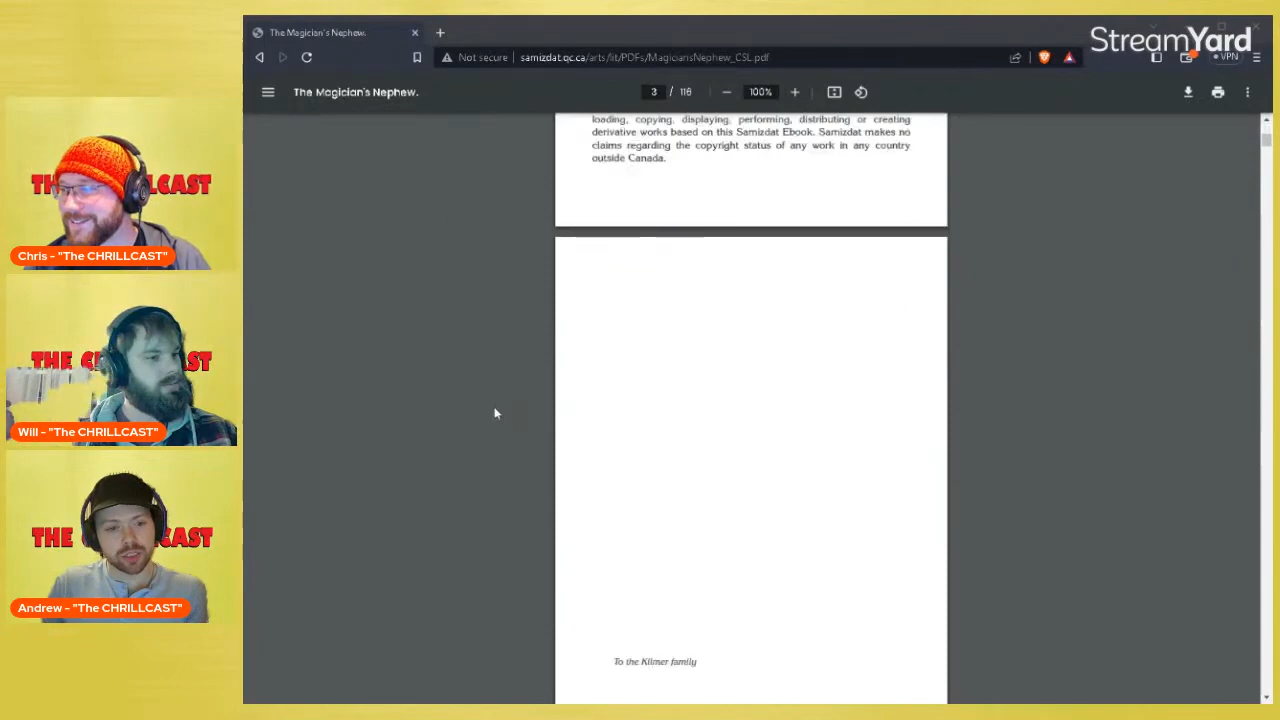 The Magician's Nephew.
StreamYard
Not secure samizdat.qc.ca/arts/lit/PDFs/MagiciansNephew_CSL.pdf
VPN
The Magician's Nephew.
3 / 116
100%
loading, copying, displaying, performing, distributing or creating
derivative works based on this Samizdat Ebook. Samizdat makes no
claims regarding the copyright status of any work in any country
outside Canada.
To the Kilmer family
Chris - "The CHRILLCAST"
Will - "The CHRILLCAST"
Andrew - "The CHRILLCAST"